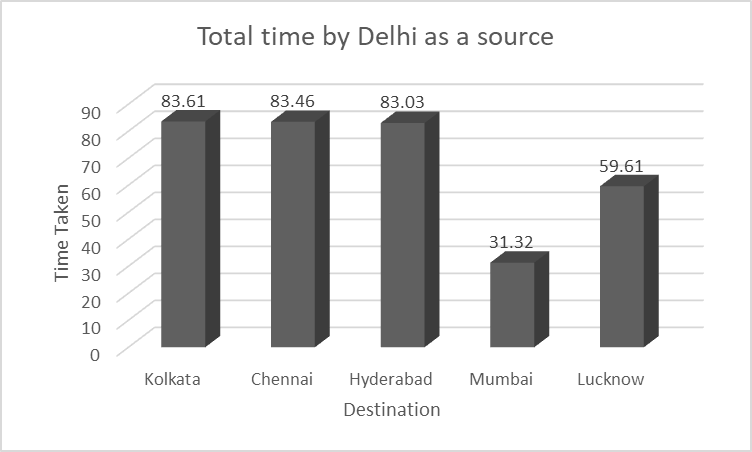 Total time by Delhi as a source
83.61 83.46 83.03 31.32 59.61
90
80
70
60
50
40
30
20
10
0
Time Taken
Kolkata Chennai Hyderabad Mumbai Lucknow
Destination